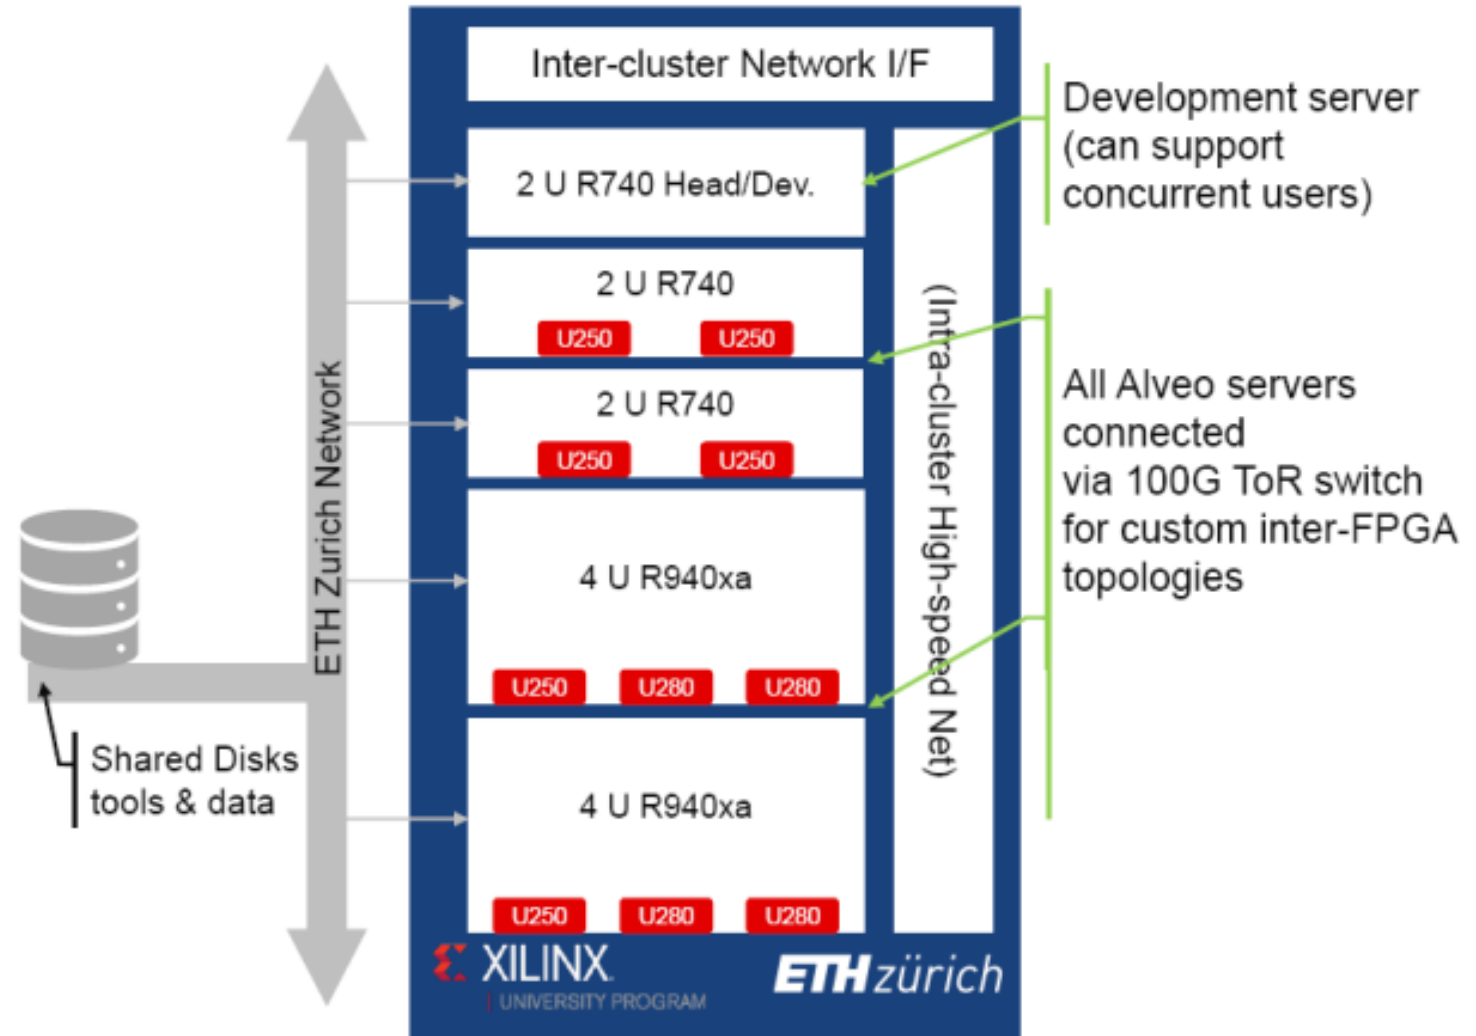 Inter-cluster Network I/F
2 U R740 Head/Dev.
2 U R740
U250 U250
2 U R740
U250 U250
4 U R940xa
U250 U280 U280
4 U R940xa
U250 U280 U280
(Intra-cluster High-speed Net)
XILINX
UNIVERSITY PROGRAM
ETH zürich
ETH Zurich Network
Shared Disks
tools & data
Development server
(can support
concurrent users)
All Alveo servers
connected
via 100G ToR switch
for custom inter-FPGA
topologies